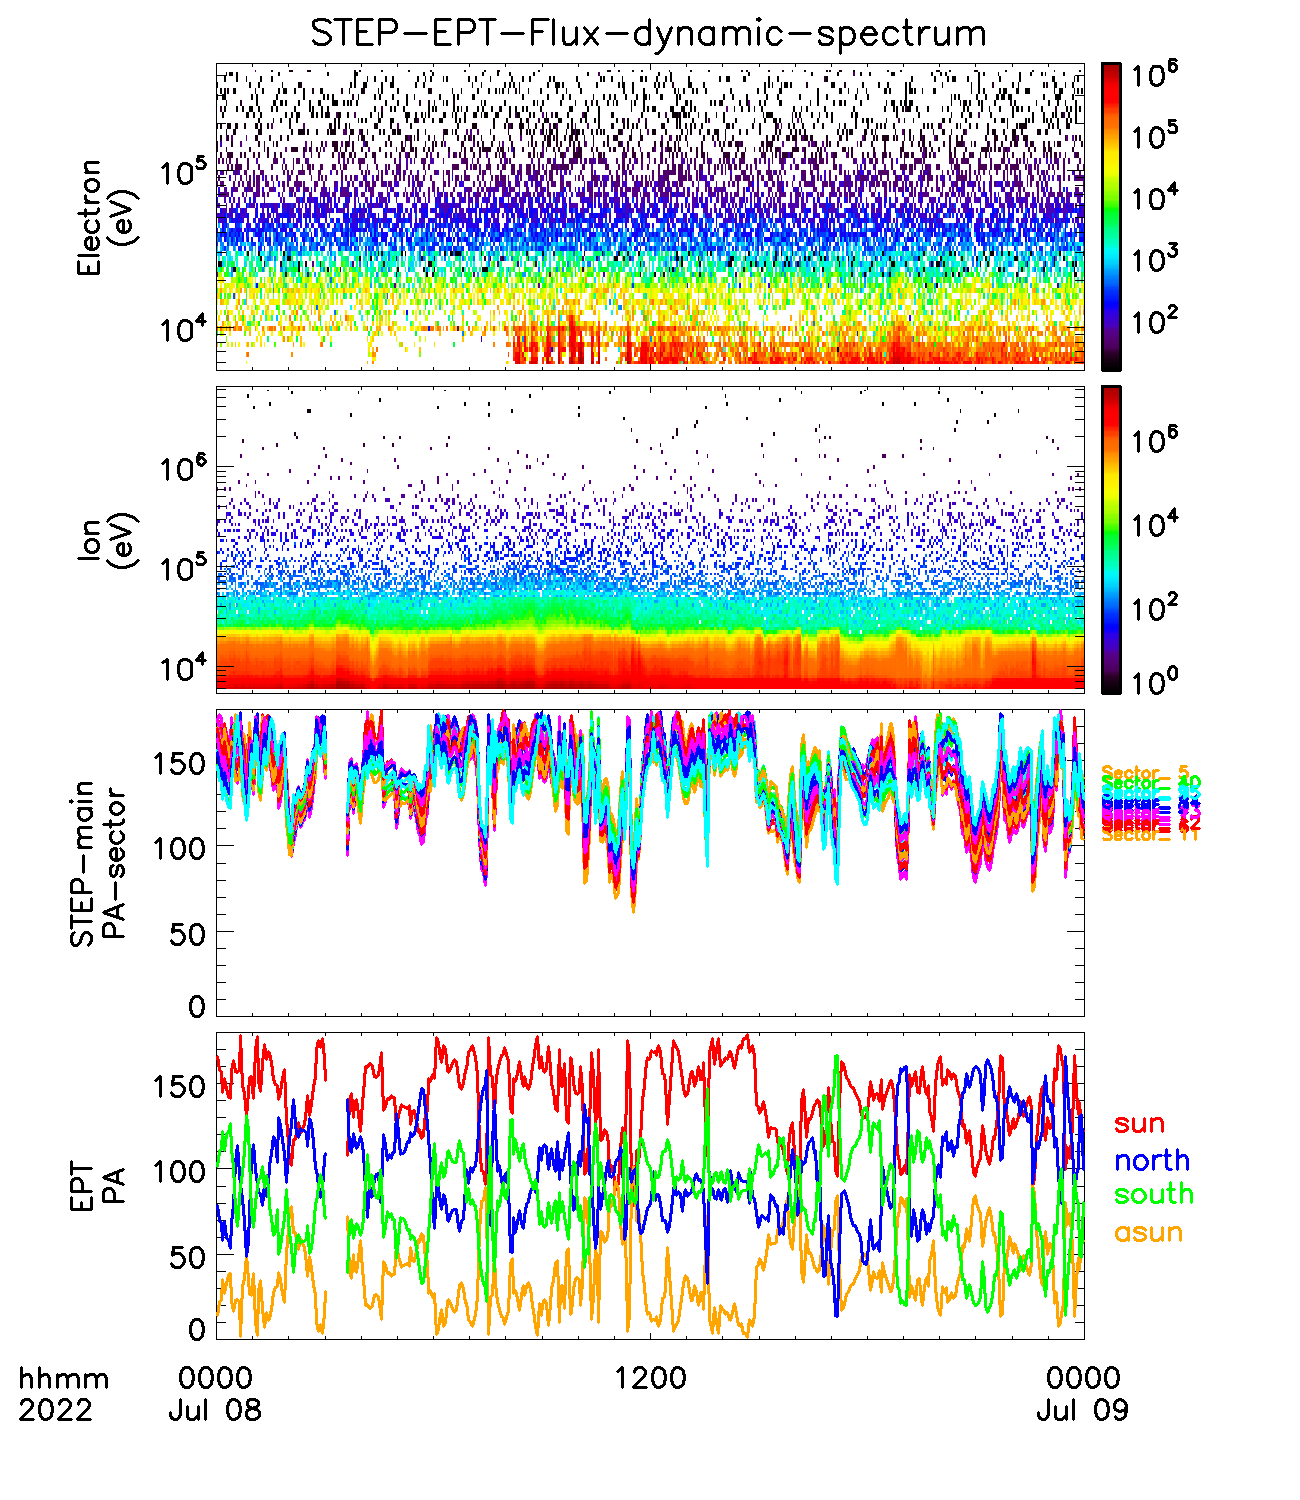 STEP-EPT-Flux-dynamic-spectrum
Electron
(eV)
10^5
10^4
10^6
10^5
10^4
10^3
10^2
Ion
(eV)
10^6
10^5
10^4
10^6
10^4
10^2
10^0
STEP-main
PA-sector
150
100
50
0
Sector- 5
Sector- 11
EPT
PA
150
100
50
0
sun
north
south
asun
hhmm
2022
0000
Jul 08
1200
0000
Jul 09